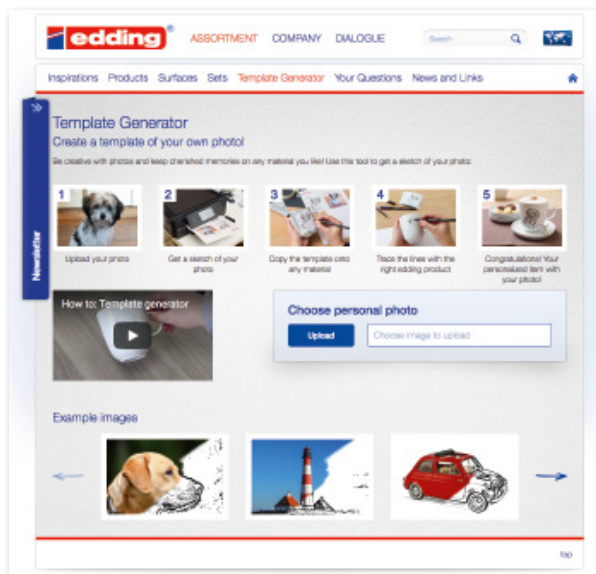 edding®
ASSORTMENT COMPANY DIALOGUE
Search
Inspirations Products Surfaces Sets Template Generator Your Questions News and Links
Newsletter
Template Generator
Create a template of your own photo!
Be creative with photos and keep cherished memories on any material you like! Use this tool to get a sketch of your photo:
1 2 3 4 5
Upload your photo
Get a sketch of your
photo
Copy the template onto
any material
Trace the lines with the
right edding product
Congratulations! Your
personalized item with
your photo!
How to: Template generator
Choose personal photo
Upload Choose image to upload
Example images
top